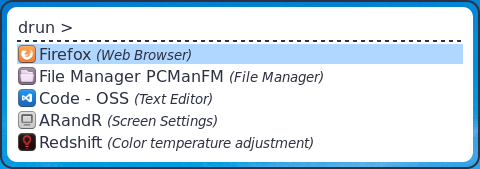 drun >
Firefox (Web Browser)
File Manager PCManFM (File Manager)
Code - OSS (Text Editor)
ARandR (Screen Settings)
Redshift (Color temperature adjustment)